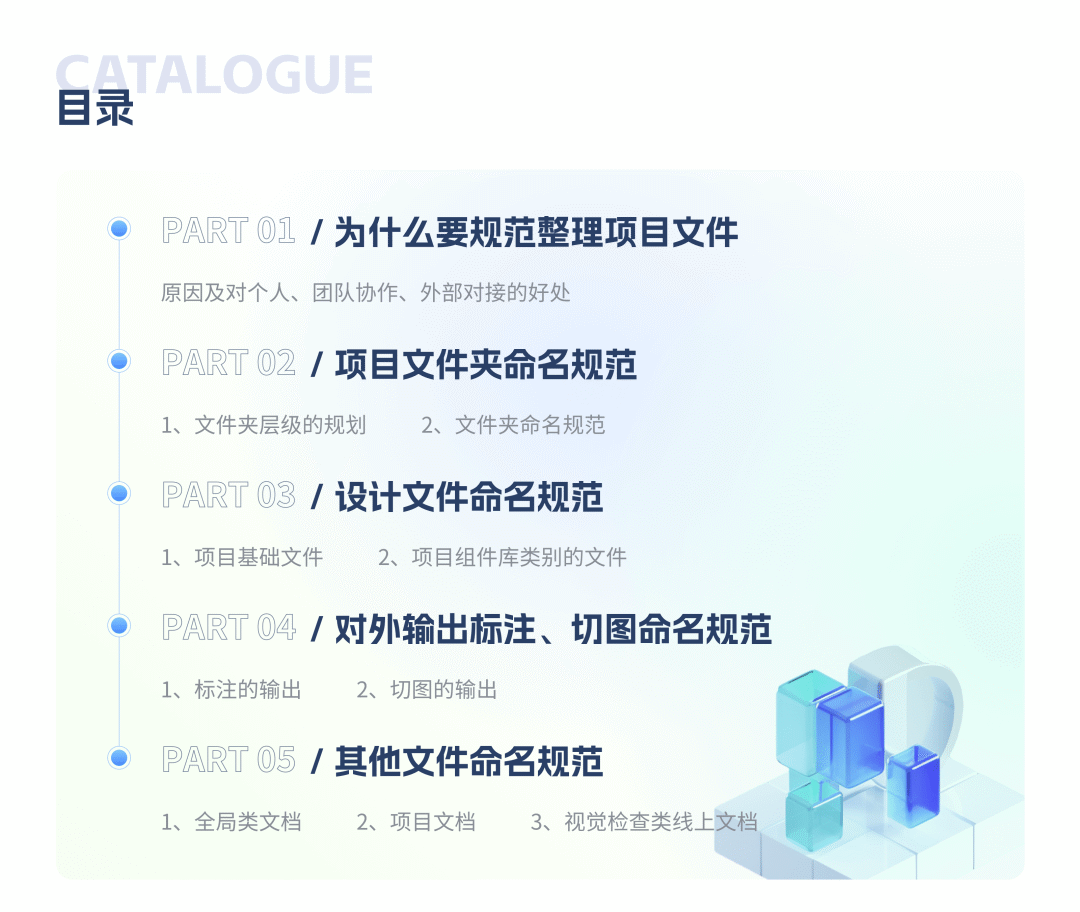 CATALOGUE
目录
PART 01 / 为什么要规范整理项目文件
原因及对个人、团队协作、外部对接的好处
PART 02 / 项目文件夹命名规范
1、文件夹层级的规划 2、文件夹命名规范
PART 03 / 设计文件命名规范
1、项目基础文件 2、项目组件库类别的文件
PART 04 / 对外输出标注、切图命名规范
1、标注的输出 2、切图的输出
PART 05 / 其他文件命名规范
1、全局类文档 2、项目文档 3、视觉检查类线上文档